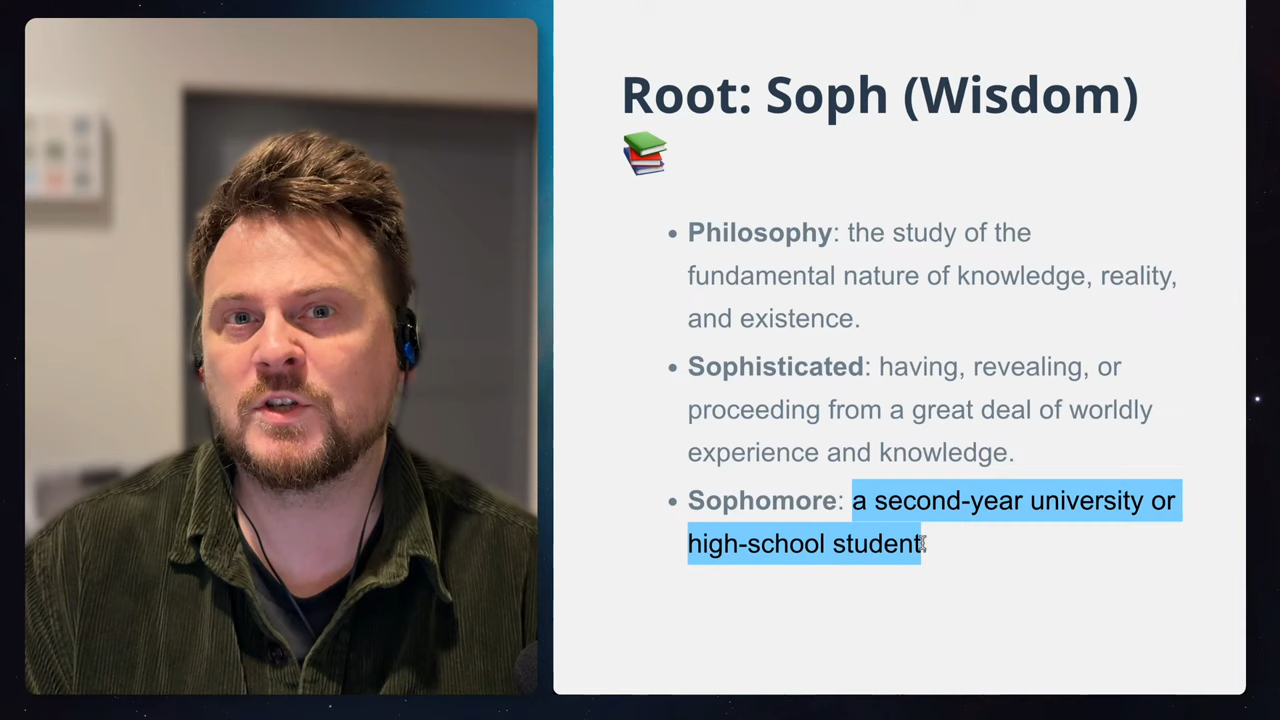 Root: Soph (Wisdom)
Philosophy: the study of the
fundamental nature of knowledge, reality,
and existence.
Sophisticated: having, revealing, or
proceeding from a great deal of worldly
experience and knowledge.
Sophomore: a second-year university or
high-school student.